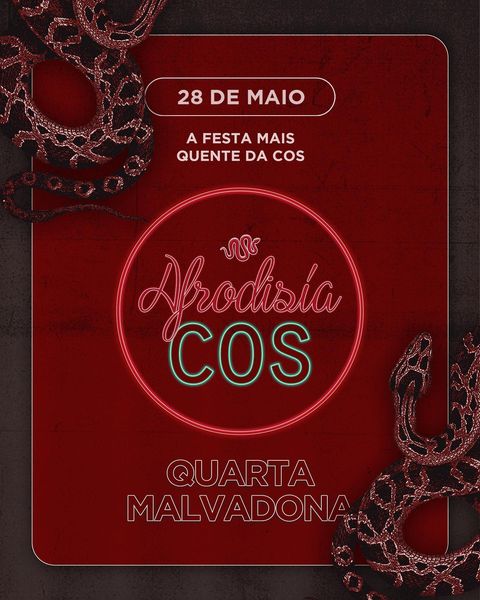 28 DE MAIO
A FESTA MAIS
QUENTE DA COS
Afrodisía
COS
QUARTA
MALVADONA